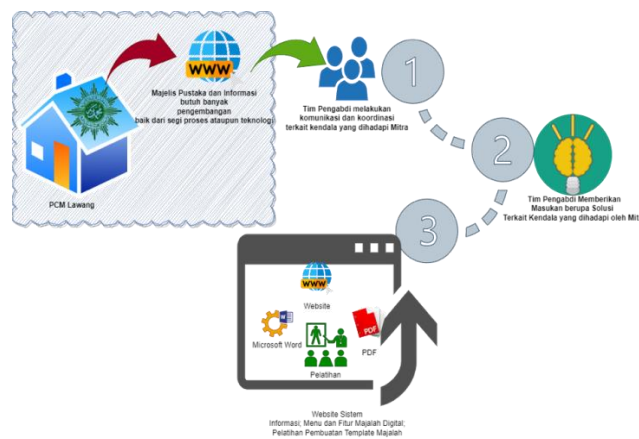 WWW
Majelis Pustaka dan Informasi
butuh banyak
pengembangan
baik dari segi proses ataupun teknologi
PCM Lawang
Tim Pengabdi melakukan
komunikasi dan koordinasi
terkait kendala yang dihadapi Mitra
1
2
Tim Pengabdi Memberikan
Masukan berupa Solusi
Terkait Kendala yang dihadapi oleh Mit
3
WWW
Website
W
Microsoft Word
PDF
PDF
Pelatihan
Website Sistem
Informasi, Menu dan Fitur Majalah Digital;
Pelatihan Pembuatan Template Majalah